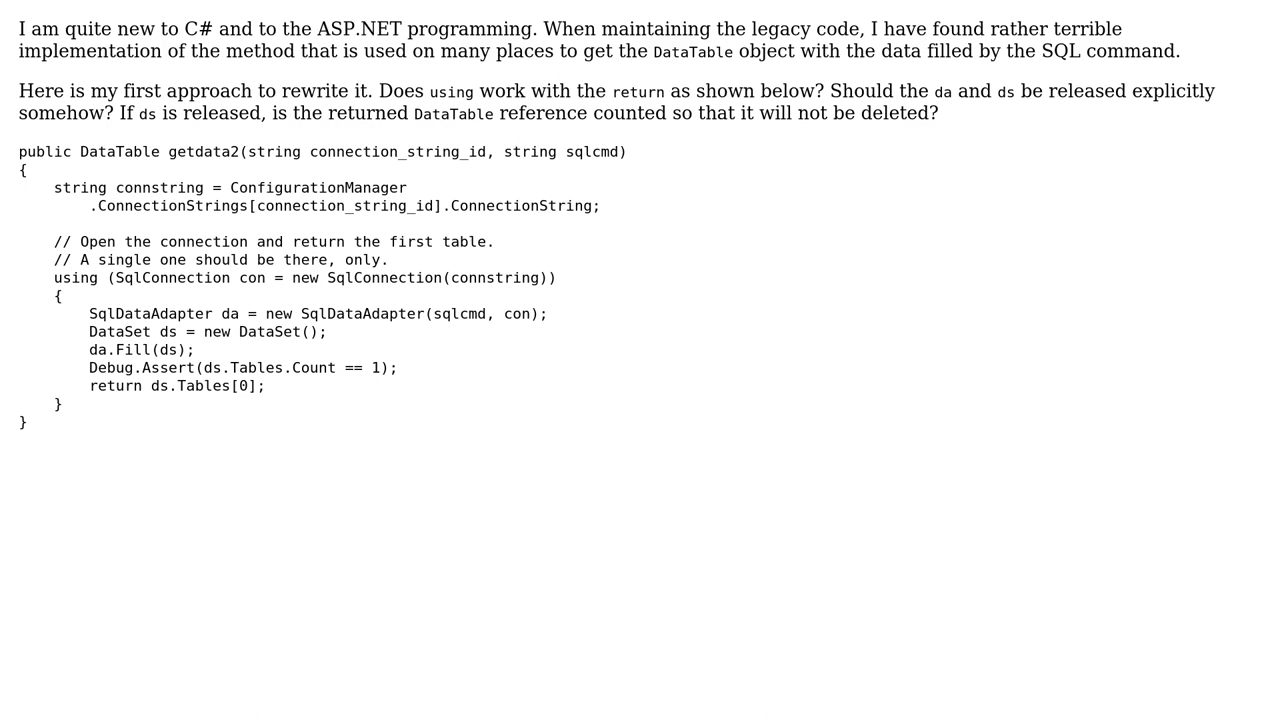 I am quite new to C# and to the ASP.NET programming. When maintaining the legacy code, I have found rather terrible
implementation of the method that is used on many places to get the DataTable object with the data filled by the SQL command.
Here is my first approach to rewrite it. Does using work with the return as shown below? Should the da and ds be released explicitly
somehow? If ds is released, is the returned DataTable reference counted so that it will not be deleted?
public DataTable getdata2(string connection_string_id, string sqlcmd)
{
    string connstring = ConfigurationManager
        .ConnectionStrings[connection_string_id].ConnectionString;

    // Open the connection and return the first table.
    // A single one should be there, only.
    using (SqlConnection con = new SqlConnection(connstring))
    {
        SqlDataAdapter da = new SqlDataAdapter(sqlcmd, con);
        DataSet ds = new DataSet();
        da.Fill(ds);
        Debug.Assert(ds.Tables.Count == 1);
        return ds.Tables[0];
    }
}